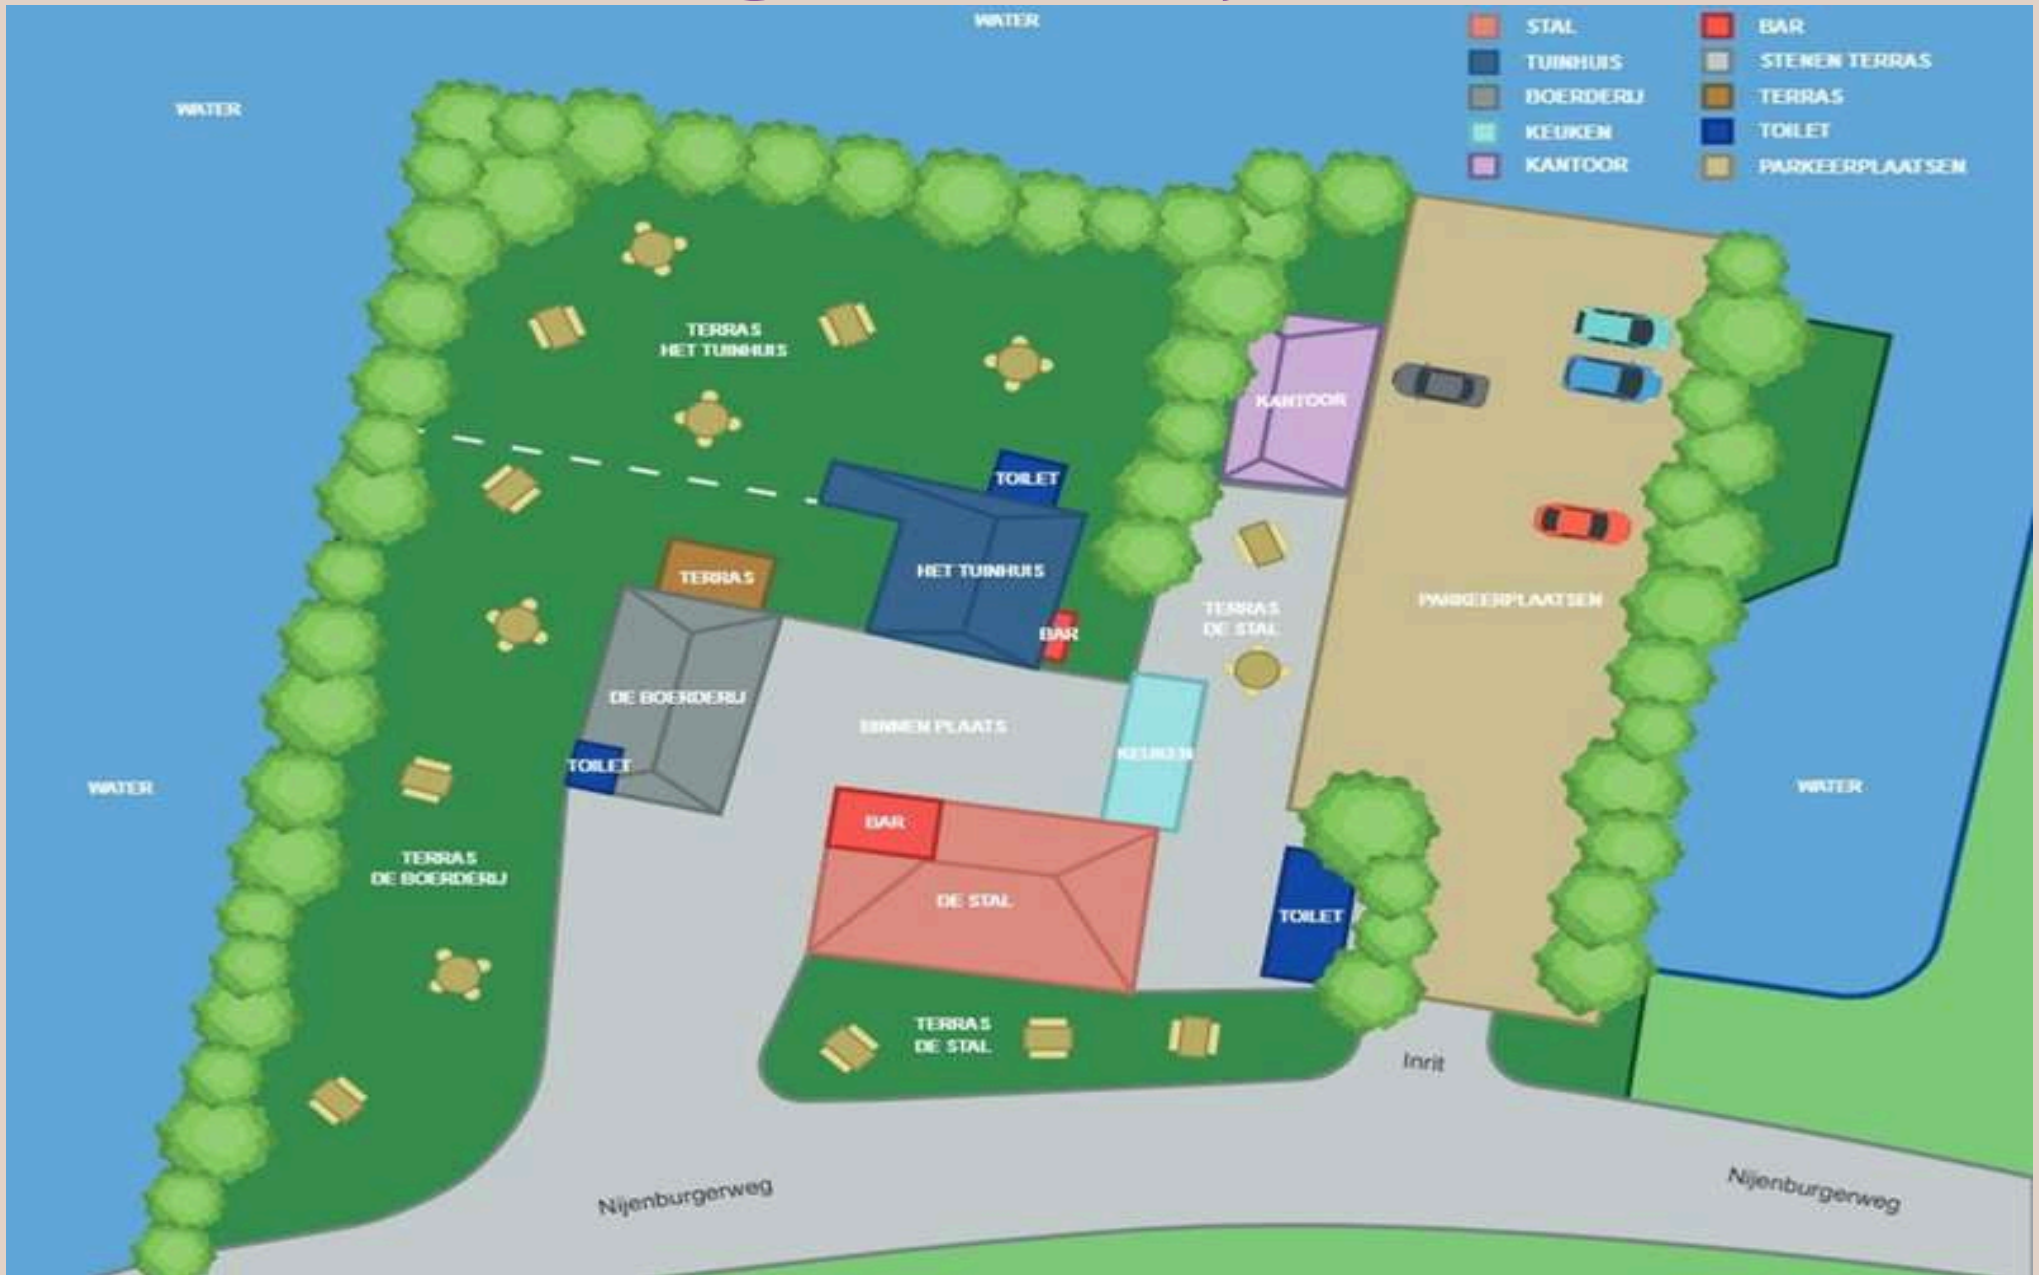 WATER
STAL
BAR
TUINHUIS
STENEN TERRAS
BOERDERIJ
TERRAS
KEUKEN
TOILET
KANTOOR
PARKEERPLAATSEN
WATER
TERRAS
HET TUINHUIS
KANTOOR
TOILET
HET TUINHUIS
TERRAS
PARKEERPLAATSEN
TERRAS
DE STAL
BAR
DE BOERDERIJ
BINNEN PLAATS
KEUKEN
TOILET
WATER
WATER
BAR
TERRAS
DE BOERDERIJ
DE STAL
TOILET
TERRAS
DE STAL
Inrit
Nijenburgerweg
Nijenburgerweg